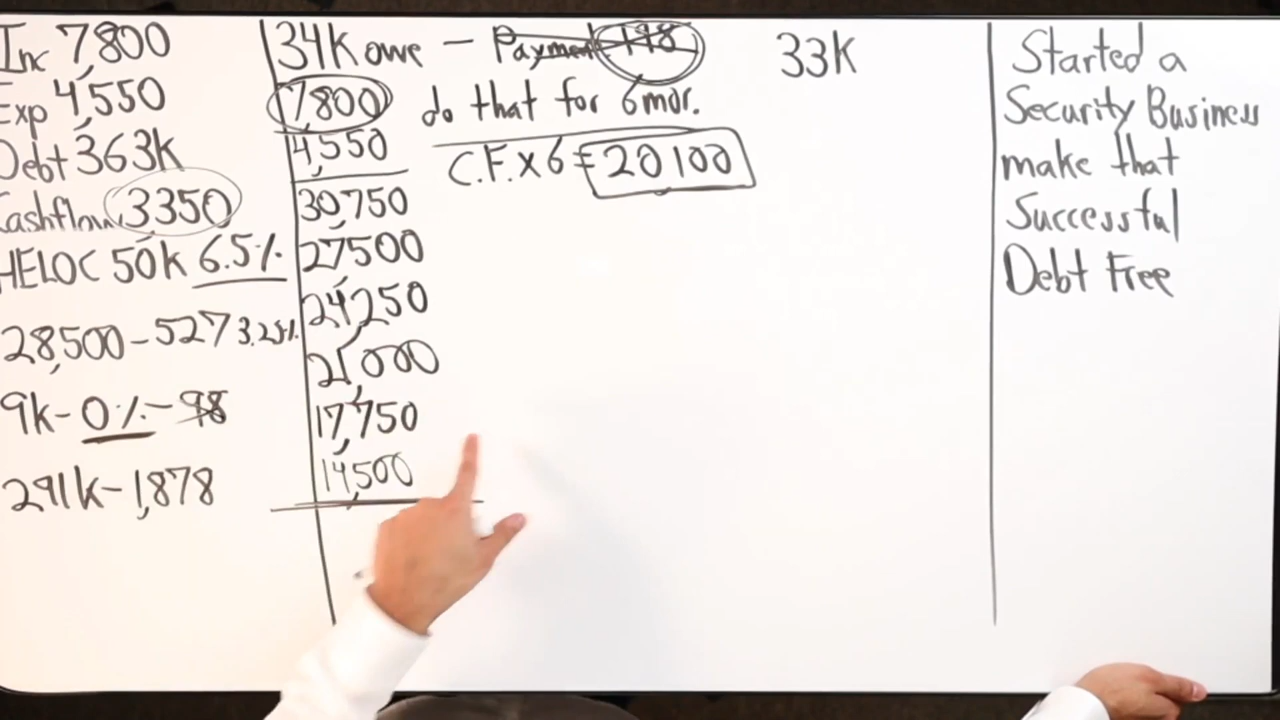 Inc 7,800
Exp 4,550
Debt 363K
Cashflow 3350
HELOC 50K 6.5%
28,500-527 3.25%
9k-0%-98
291k-1,878
34K owe - Payment 198
7,800 do that for 6 mor.
4,550 C.F. x 6 = 20 100
30,750
27500
24,250
21,000
17,750
14,500
33K
Started a
Security Business
make that
Successful
Debt Free